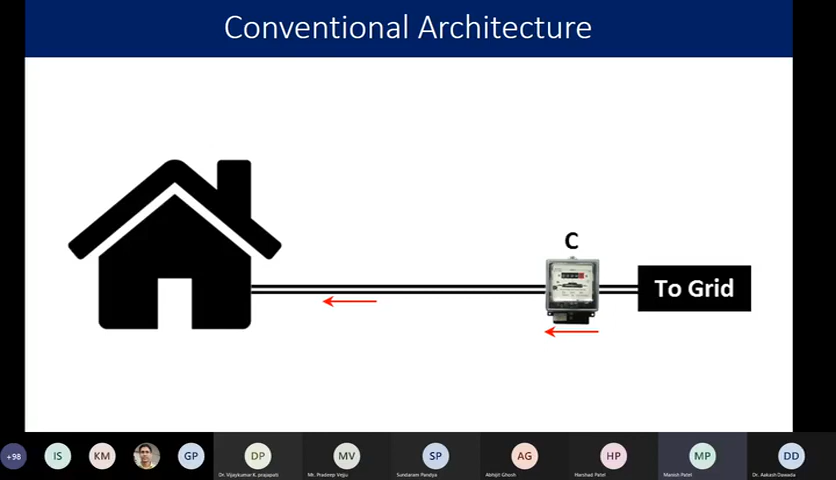 Conventional Architecture
C
To Grid
+98
IS
KM
GP
DP
MV
SP
AG
HP
MP
DD
Dr. Vijaykumar K. prajapati
Mr. Pradeep Vejju
Sundaram Pandya
Abhijit Ghosh
Harshad Patel
Manish Patel
Dr. Aakash Dawada